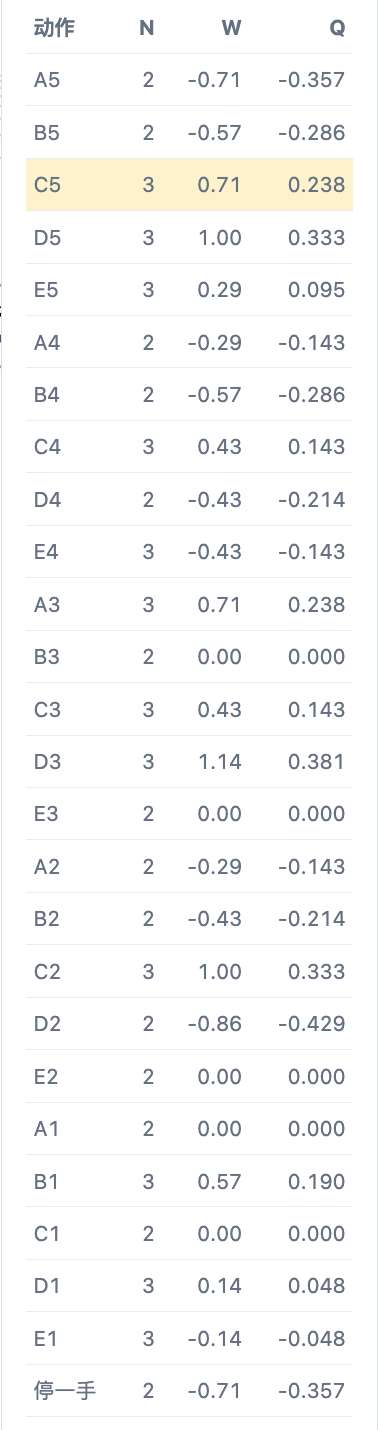 动作 N W Q
A5 2 -0.71 -0.357
B5 2 -0.57 -0.286
C5 3 0.71 0.238
D5 3 1.00 0.333
E5 3 0.29 0.095
A4 2 -0.29 -0.143
B4 2 -0.57 -0.286
C4 3 0.43 0.143
D4 2 -0.43 -0.214
E4 3 -0.43 -0.143
A3 3 0.71 0.238
B3 2 0.00 0.000
C3 3 0.43 0.143
D3 3 1.14 0.381
E3 2 0.00 0.000
A2 2 -0.29 -0.143
B2 2 -0.43 -0.214
C2 3 1.00 0.333
D2 2 -0.86 -0.429
E2 2 0.00 0.000
A1 2 0.00 0.000
B1 3 0.57 0.190
C1 2 0.00 0.000
D1 3 0.14 0.048
E1 3 -0.14 -0.048
停一手 2 -0.71 -0.357